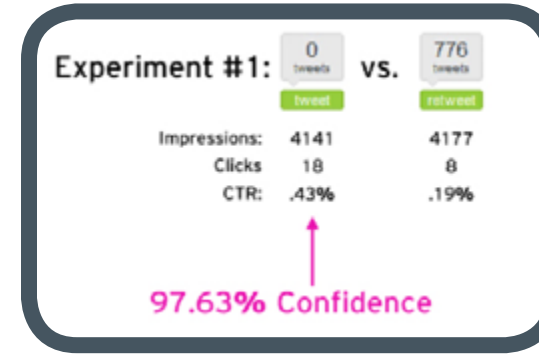 Experiment #1: 0 tweets tweet vs. 776 tweets retweet
Impressions: 4141 4177
Clicks 18 8
CTR: .43% .19%
97.63% Confidence